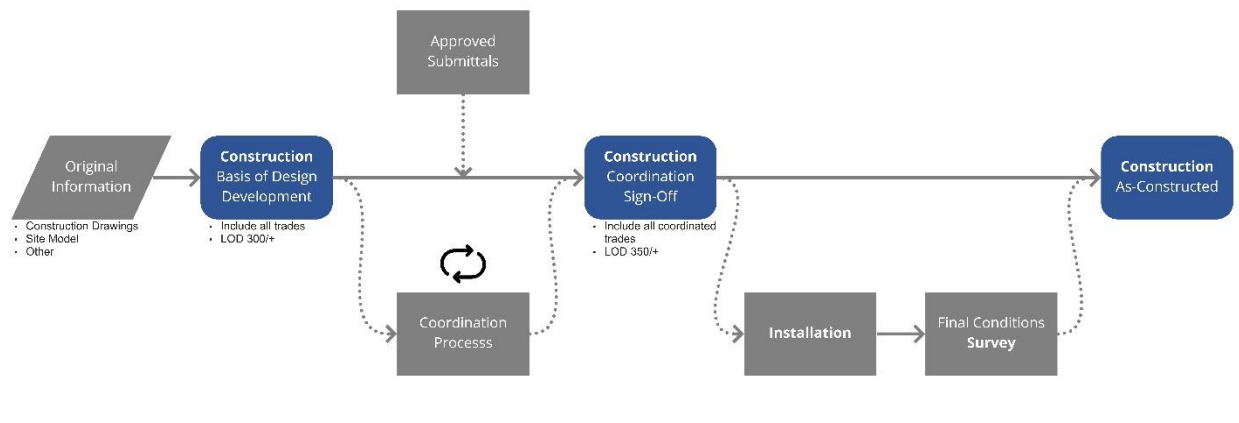 Approved
Submittals
Original
Information
Construction
Basis of Design
Development
Construction
Coordination
Sign-Off
Construction
As-Constructed
• Construction Drawings
• Site Model
• Other
• Include all trades
• LOD 300/+
• Include all coordinated
trades
• LOD 350/+
Coordination
Processs
Installation
Final Conditions
Survey